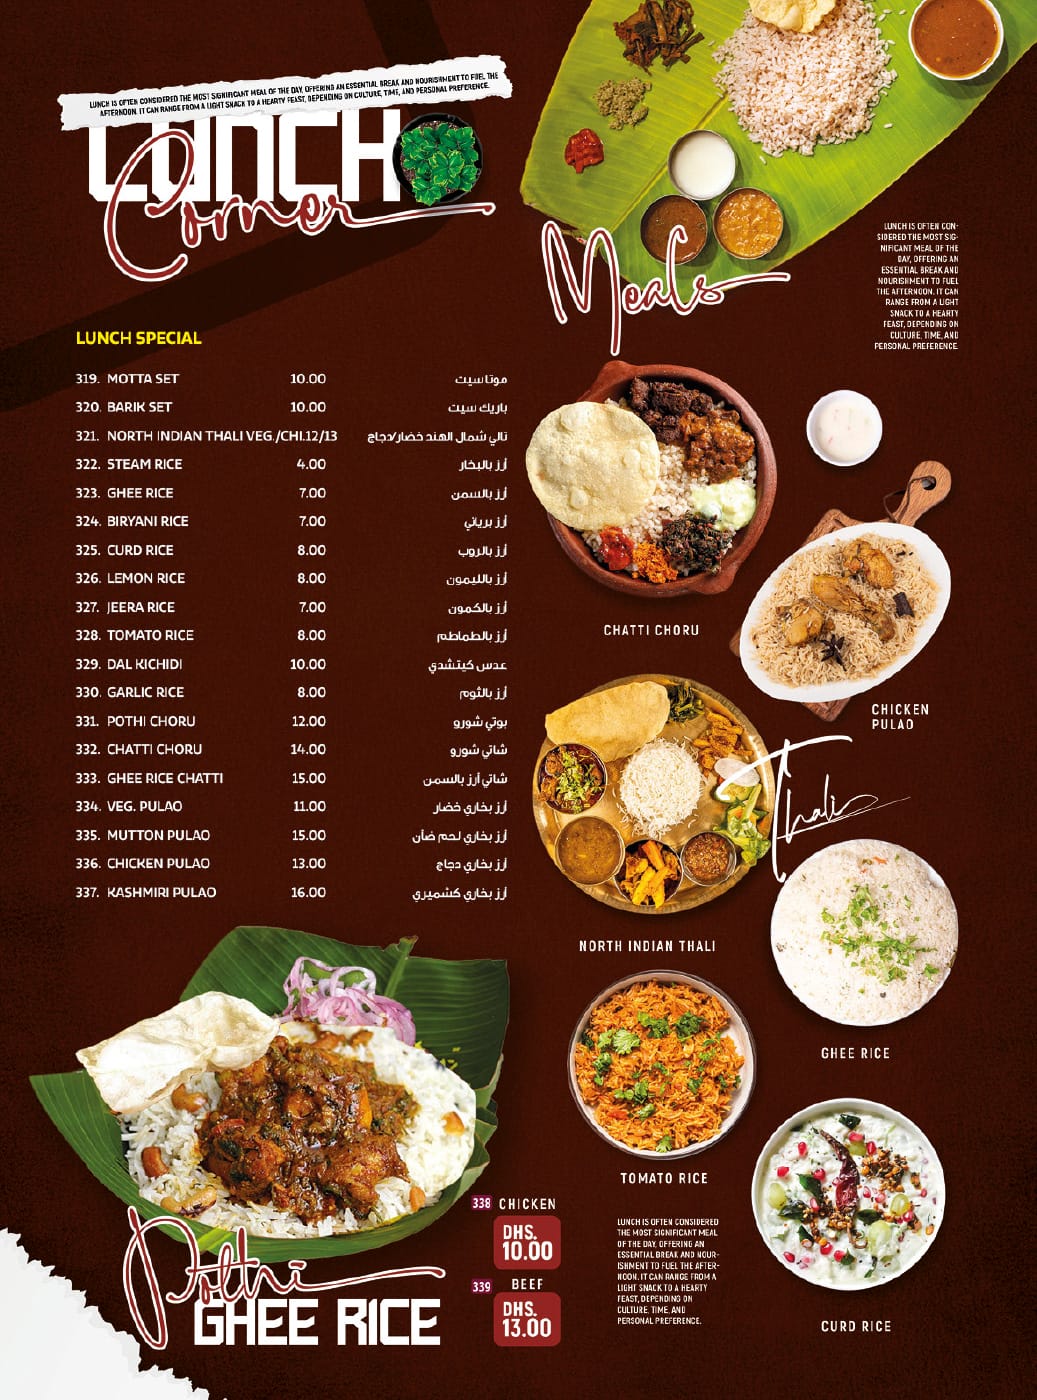 LUNCH IS OFTEN CONSIDERED THE MOST SIGNIFICANT MEAL OF THE DAY, OFFERING AN ESSENTIAL BREAK AND NOURISHMENT TO FUEL THE
AFTERNOON. IT CAN RANGE FROM A LIGHT SNACK TO A HEARTY FEAST, DEPENDING ON CULTURE, TIME, AND PERSONAL PREFERENCE.
LUNCH
Corner
Meals
LUNCH IS OFTEN CON-
SIDERED THE MOST SIG-
NIFICANT MEAL OF THE
DAY, OFFERING AN
ESSENTIAL BREAK AND
NOURISHMENT TO FUEL
THE AFTERNOON. IT CAN
RANGE FROM A LIGHT
SNACK TO A HEARTY
FEAST, DEPENDING ON
CULTURE, TIME, AND
PERSONAL PREFERENCE.
LUNCH SPECIAL
319. MOTTA SET 10.00 موتا سيت
320. BARIK SET 10.00 باريك سيت
321. NORTH INDIAN THALI VEG./CHI.12/13 تالي شمال الهند خضار/دجاج
322. STEAM RICE 4.00 أرز بالبخار
323. GHEE RICE 7.00 أرز بالسمن
324. BIRYANI RICE 7.00 أرز برياني
325. CURD RICE 8.00 أرز بالروب
326. LEMON RICE 8.00 أرز بالليمون
327. JEERA RICE 7.00 أرز بالكمون
328. TOMATO RICE 8.00 أرز بالطماطم
329. DAL KICHIDI 10.00 عدس كيتشدي
330. GARLIC RICE 8.00 أرز بالثوم
331. POTHI CHORU 12.00 بوتي شورو
332. CHATTI CHORU 14.00 شاتي شورو
333. GHEE RICE CHATTI 15.00 شاتي أرز بالسمن
334. VEG. PULAO 11.00 أرز بخاري خضار
335. MUTTON PULAO 15.00 أرز بخاري لحم ضأن
336. CHICKEN PULAO 13.00 أرز بخاري دجاج
337. KASHMIRI PULAO 16.00 أرز بخاري كشميري
CHATTI CHORU
CHICKEN
PULAO
Thali
NORTH INDIAN THALI
GHEE RICE
TOMATO RICE
CURD RICE
338 CHICKEN
DHS.
10.00
339 BEEF
DHS.
13.00
Pothi
GHEE RICE
LUNCH IS OFTEN CONSIDERED
THE MOST SIGNIFICANT MEAL
OF THE DAY, OFFERING AN
ESSENTIAL BREAK AND NOUR-
ISHMENT TO FUEL THE AFTER-
NOON. IT CAN RANGE FROM A
LIGHT SNACK TO A HEARTY
FEAST, DEPENDING ON
CULTURE, TIME, AND
PERSONAL PREFERENCE.